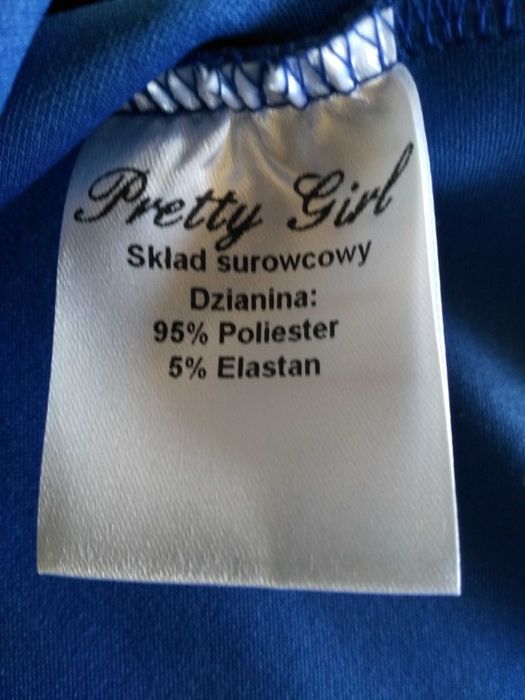 Pretty Girl
Skład surowcowy
Dzianina:
95% Poliester
5% Elastan